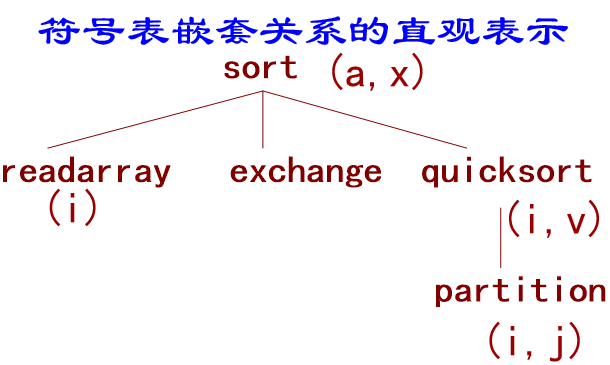 符号表嵌套关系的直观表示
sort (a,x)
readarray exchange quicksort
(i) (i,v)
partition
(i,j)